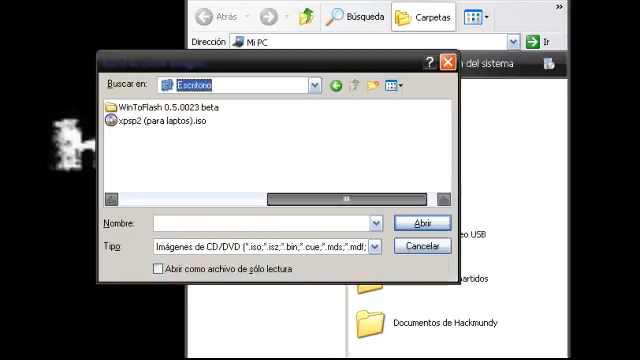 Atrás
Búsqueda
Carpetas
Dirección
Mi PC
Ir
n del sistema
Buscar en:
Escritorio
WinToFlash 0.5.0023 beta
xpsp2 (para laptos).iso
Nombre:
Abrir
Tipo:
Imágenes de CD/DVD (*.iso;*.isz;*.bin;*.cue;*.mds;*.mdf;
Cancelar
Abrir como archivo de sólo lectura
eo USB
partidos
Documentos de Hackmundy